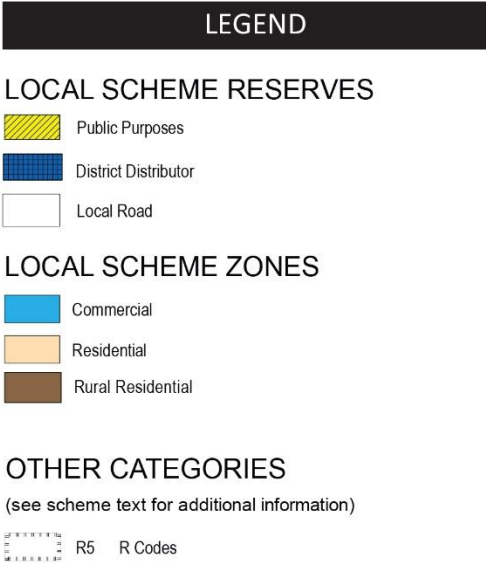 LEGEND
LOCAL SCHEME RESERVES
Public Purposes
District Distributor
Local Road
LOCAL SCHEME ZONES
Commercial
Residential
Rural Residential
OTHER CATEGORIES
(see scheme text for additional information)
R5 R Codes